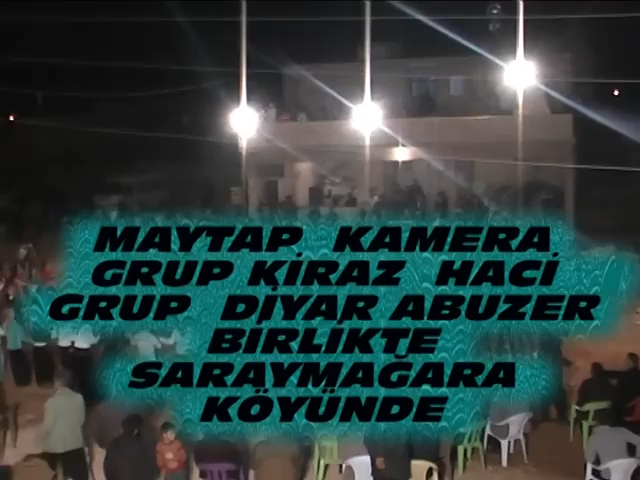 MAYTAP KAMERA
GRUP KİRAZ HACİ
GRUP DİYAR ABUZER
BİRLİKTE
SARAYMAĞARA
KÖYÜNDE